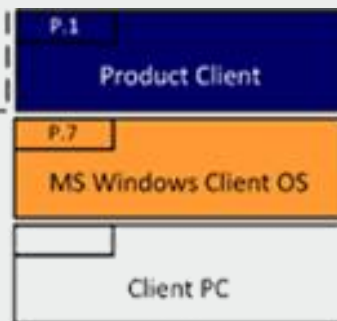 P.1
Product Client
P.7
MS Windows Client OS
Client PC